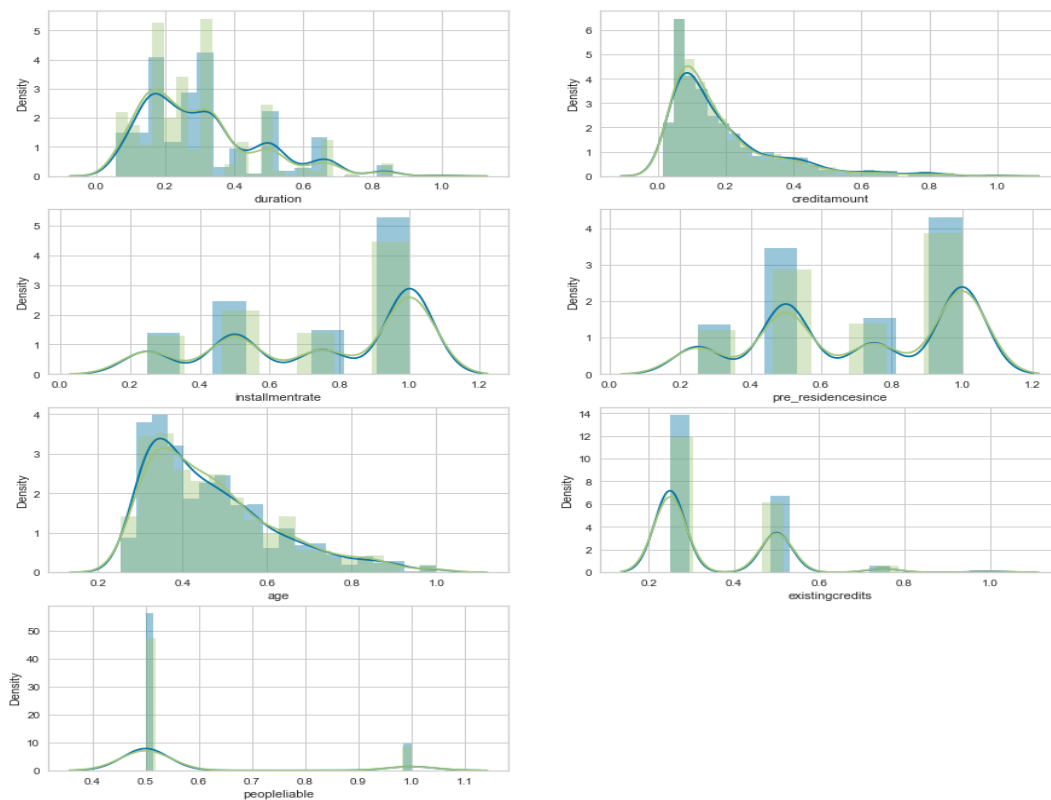 5
4
3
2
1
0
Density
0.0 0.2 0.4 0.6 0.8 1.0
duration
6
5
4
3
2
1
0
Density
0.0 0.2 0.4 0.6 0.8 1.0
creditamount
5
4
3
2
1
0
Density
0.0 0.2 0.4 0.6 0.8 1.0 1.2
installmentrate
4
3
2
1
0
Density
0.0 0.2 0.4 0.6 0.8 1.0 1.2
pre_residencesince
4
3
2
1
0
Density
0.2 0.4 0.6 0.8 1.0
age
14
12
10
8
6
4
2
0
Density
0.2 0.4 0.6 0.8 1.0
existingcredits
50
40
30
20
10
0
Density
0.4 0.5 0.6 0.7 0.8 0.9 1.0 1.1
peopleliable